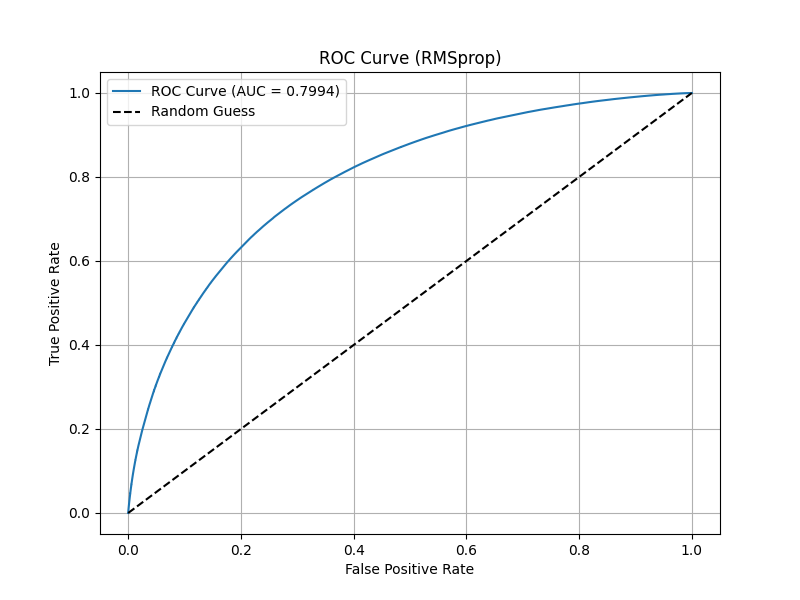 ROC Curve (RMSprop)
ROC Curve (AUC = 0.7994)
Random Guess
1.0
0.8
0.6
0.4
0.2
0.0
True Positive Rate
0.0 0.2 0.4 0.6 0.8 1.0
False Positive Rate